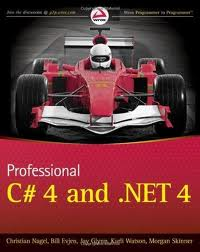 Join the discussion @ p2p.wrox.com
Wrox Programmer to Programmer™
wrox
Professional
C# 4 and .NET 4
Christian Nagel, Bill Evjen, Jay Glynn, Karli Watson, Morgan Skinner